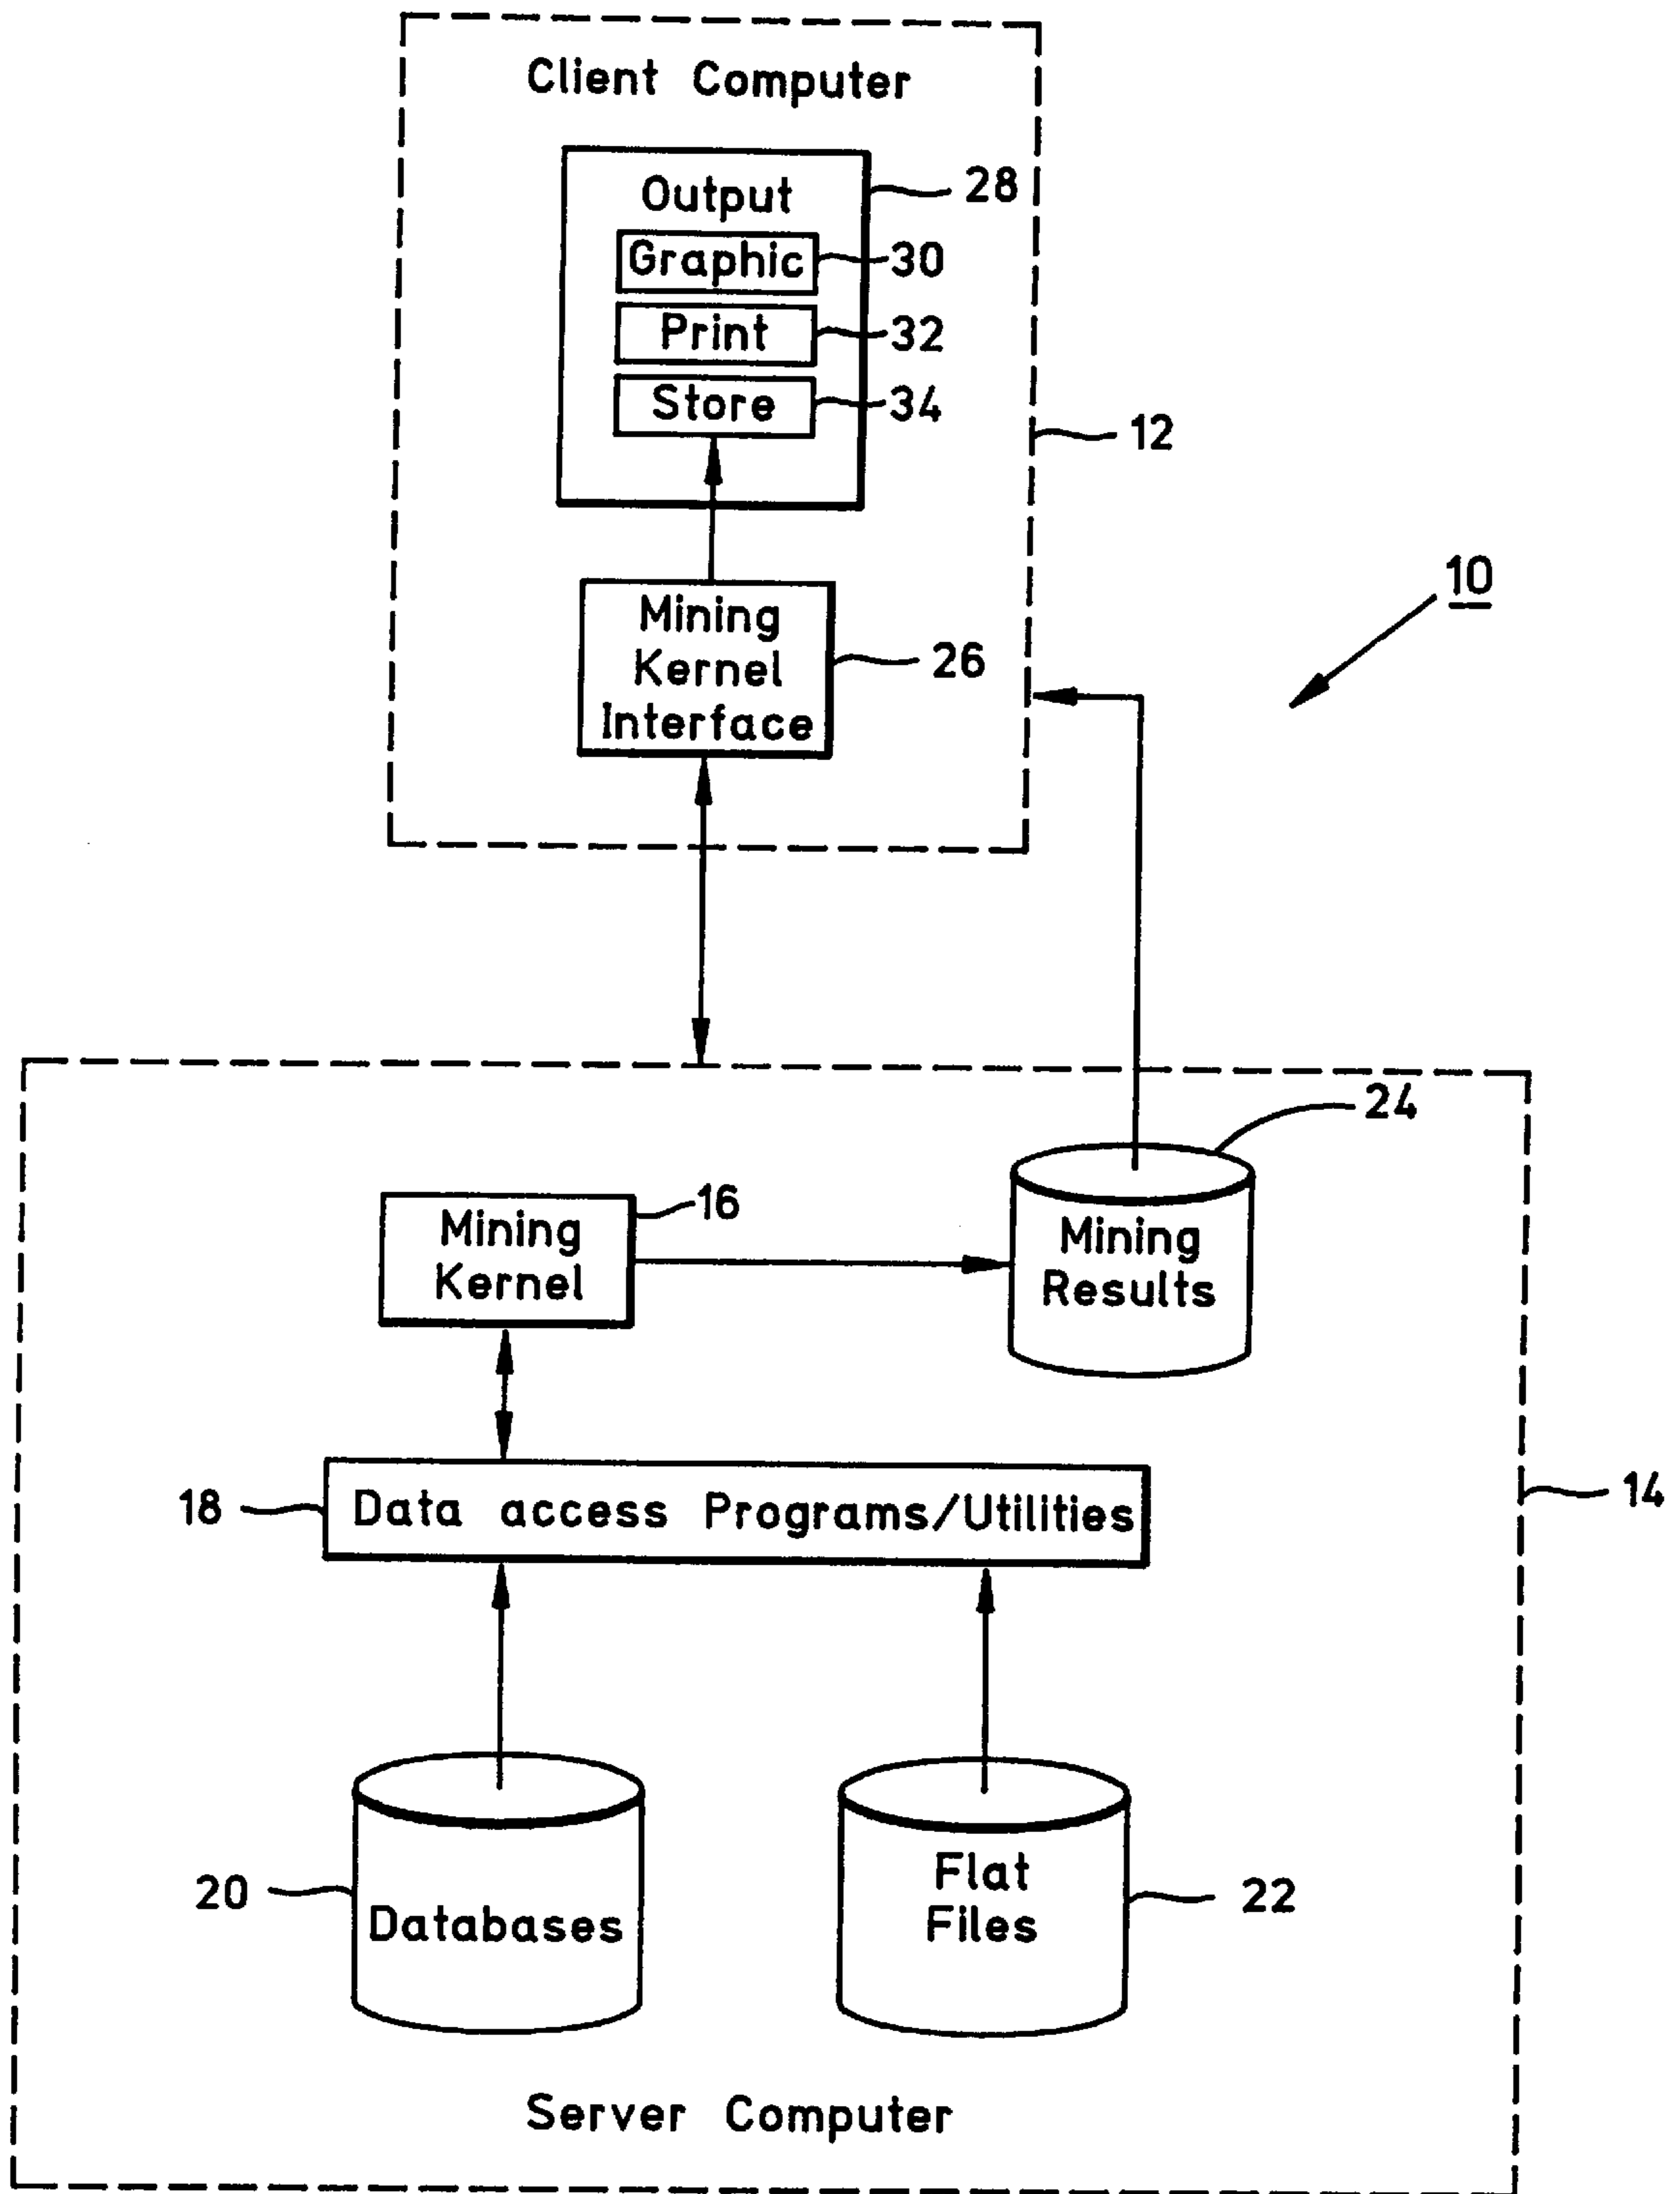 Client Computer
Output
28
Graphic
30
Print
32
Store
34
12
10
Mining
Kernel
Interface
26
24
16
Mining
Kernel
Mining
Results
18
Data access Programs/Utilities
14
20
Databases
Flat
Files
22
Server Computer